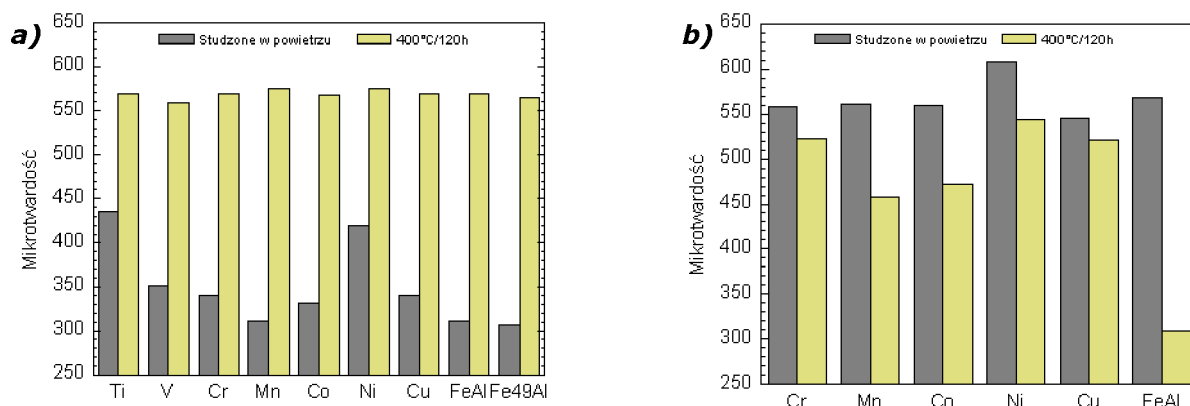 a)
Studzone w powietrzu 400°C/120h
Mikrotwardość
650
600
550
500
450
400
350
300
250
Ti V Cr Mn Co Ni Cu FeAl Fe49Al
b)
Studzone w powietrzu 400°C/120h
Mikrotwardość
650
600
550
500
450
400
350
300
250
Cr Mn Co Ni Cu FeAl